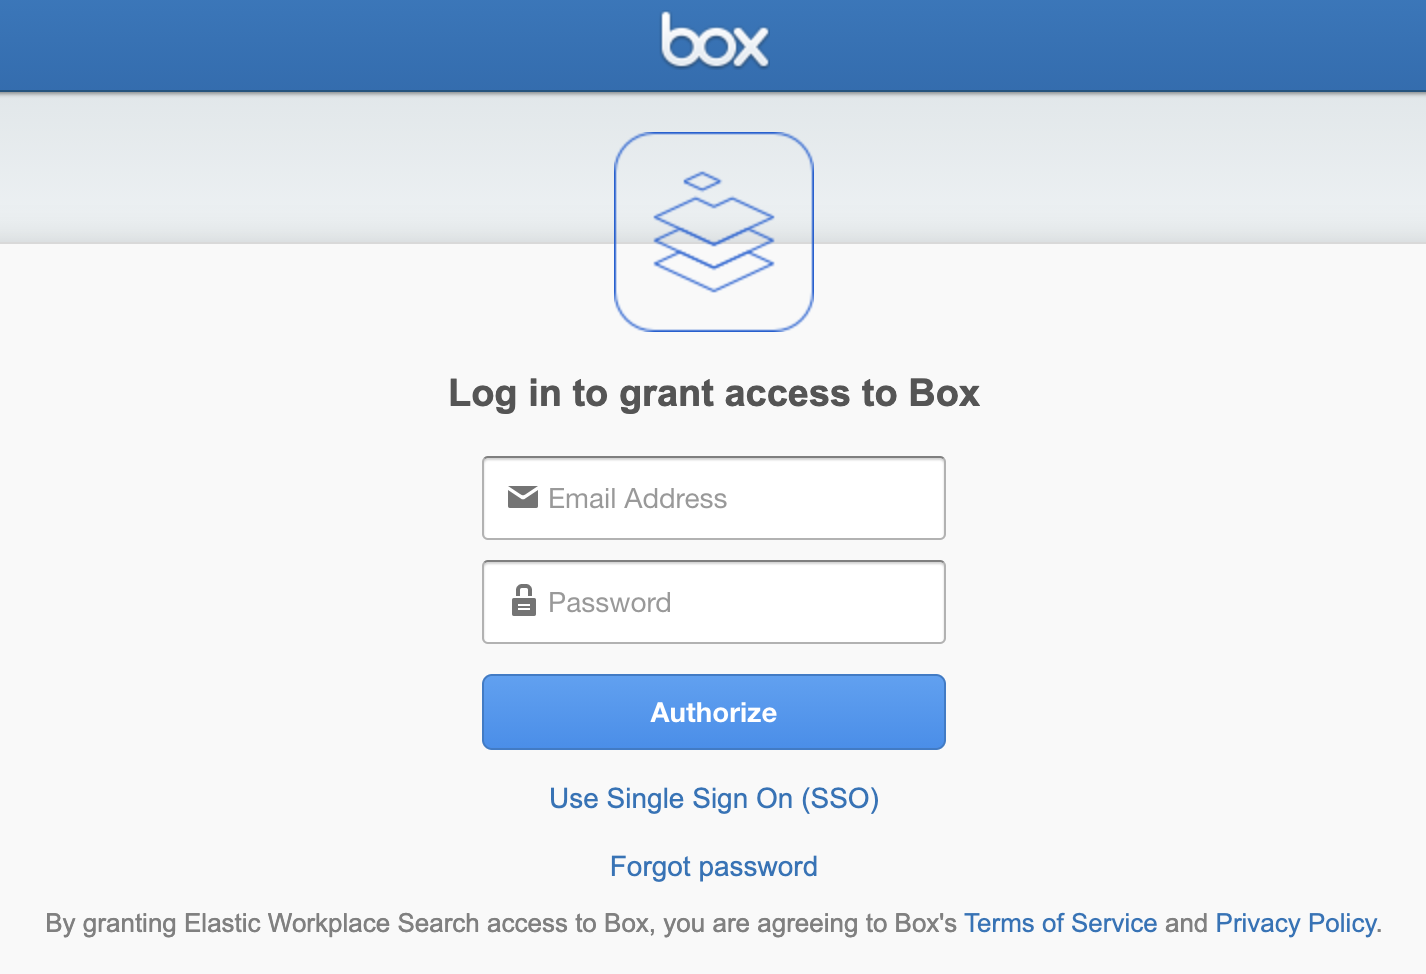 box
Log in to grant access to Box
Email Address
Password
Authorize
Use Single Sign On (SSO)
Forgot password
By granting Elastic Workplace Search access to Box, you are agreeing to Box's Terms of Service and Privacy Policy.